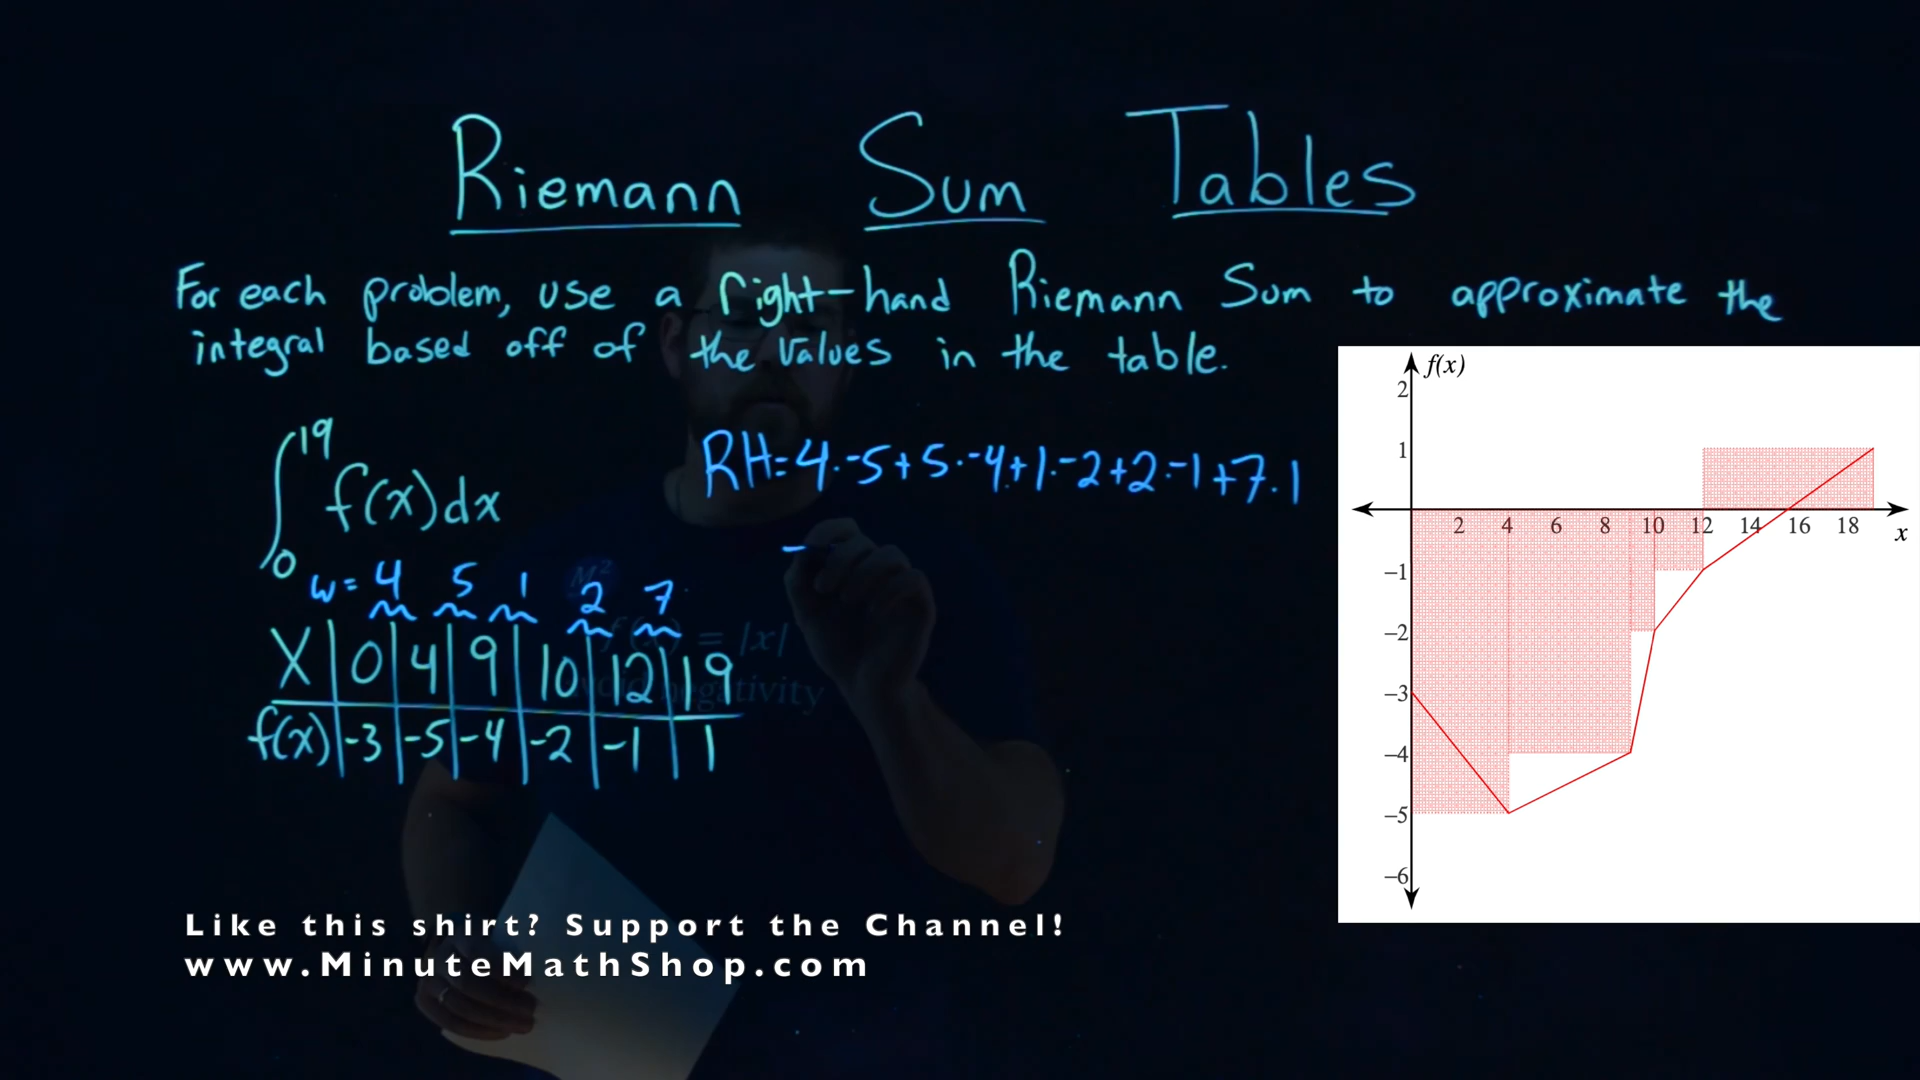 Riemann Sum Tables
For each problem, use a right-hand Riemann Sum to approximate the
integral based off of the values in the table.
∫₀¹⁹ f(x)dx
RH=4·-5+5·-4+1·-2+2·-1+7·1
w= 4 5 1 2 7
X 0 4 9 10 12 19
f(x) -3 -5 -4 -2 -1 1
= |x|
Like this shirt? Support the Channel!
www.MinuteMathShop.com
f(x)
2
1
2 4 6 8 10 12 14 16 18
x
−1
−2
−3
−4
−5
−6